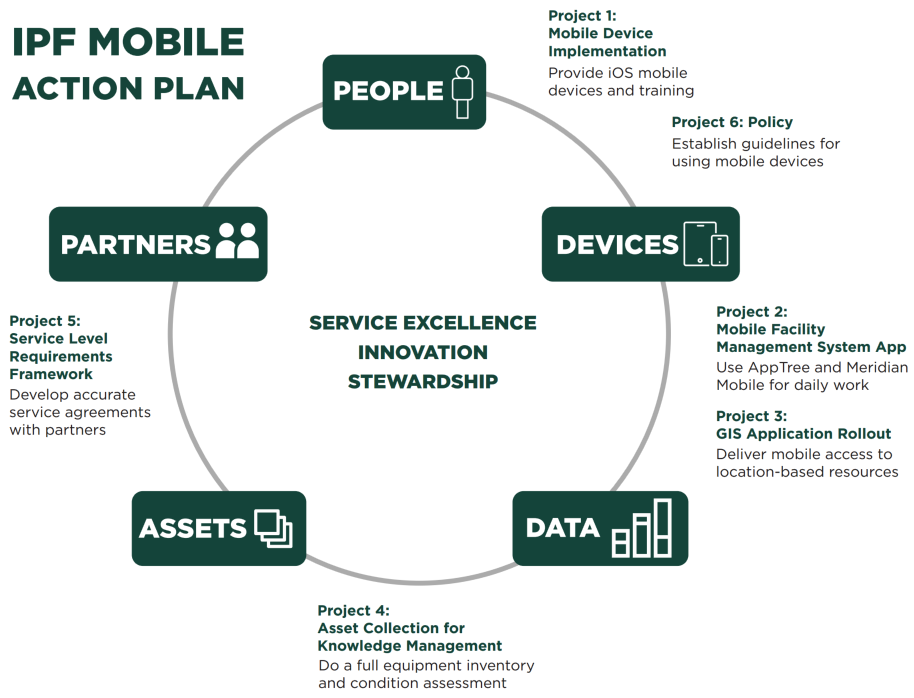 IPF MOBILE
ACTION PLAN
PEOPLE
Project 1:
Mobile Device
Implementation
Provide iOS mobile
devices and training
Project 6: Policy
Establish guidelines for
using mobile devices
PARTNERS
DEVICES
SERVICE EXCELLENCE
INNOVATION
STEWARDSHIP
Project 5:
Service Level
Requirements
Framework
Develop accurate
service agreements
with partners
Project 2:
Mobile Facility
Management System App
Use AppTree and Meridian
Mobile for daily work
Project 3:
GIS Application Rollout
Deliver mobile access to
location-based resources
ASSETS
DATA
Project 4:
Asset Collection for
Knowledge Management
Do a full equipment inventory
and condition assessment